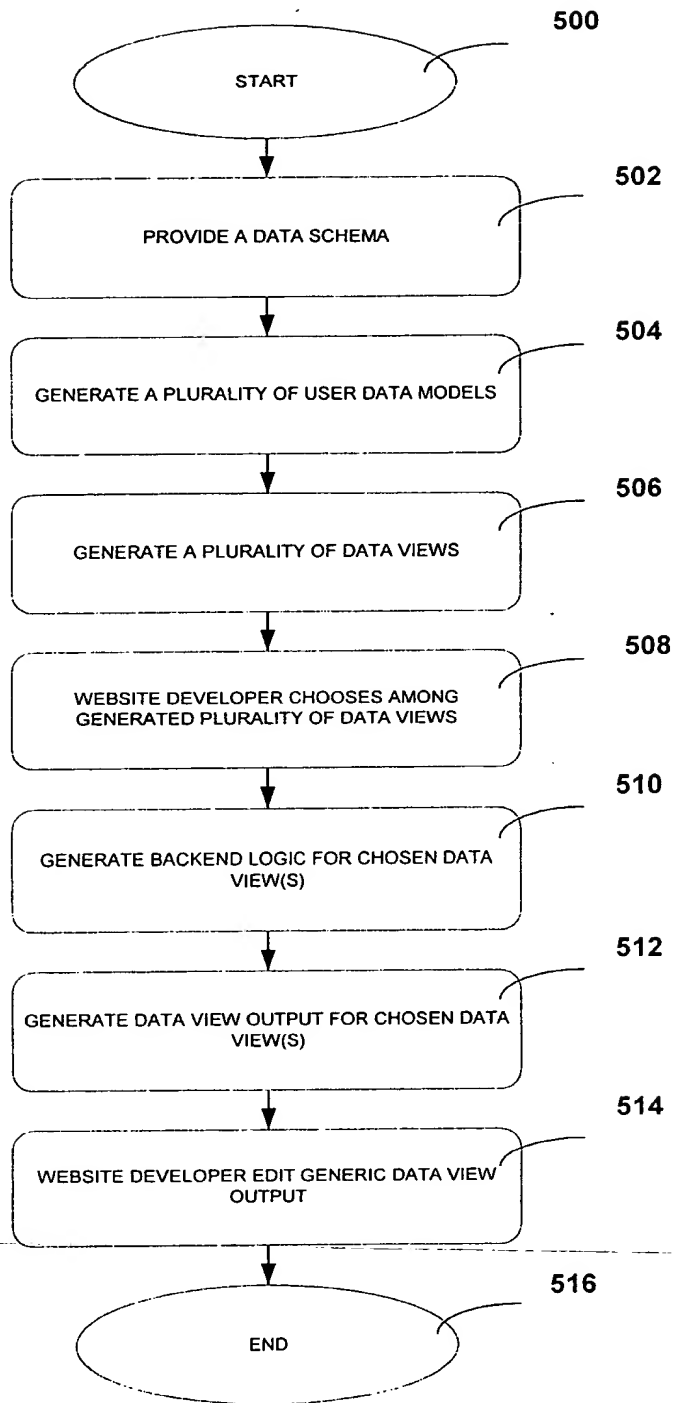 500
START
502
PROVIDE A DATA SCHEMA
504
GENERATE A PLURALITY OF USER DATA MODELS
506
GENERATE A PLURALITY OF DATA VIEWS
508
WEBSITE DEVELOPER CHOOSES AMONG
GENERATED PLURALITY OF DATA VIEWS
510
GENERATE BACKEND LOGIC FOR CHOSEN DATA
VIEW(S)
512
GENERATE DATA VIEW OUTPUT FOR CHOSEN DATA
VIEW(S)
514
WEBSITE DEVELOPER EDIT GENERIC DATA VIEW
OUTPUT
516
END